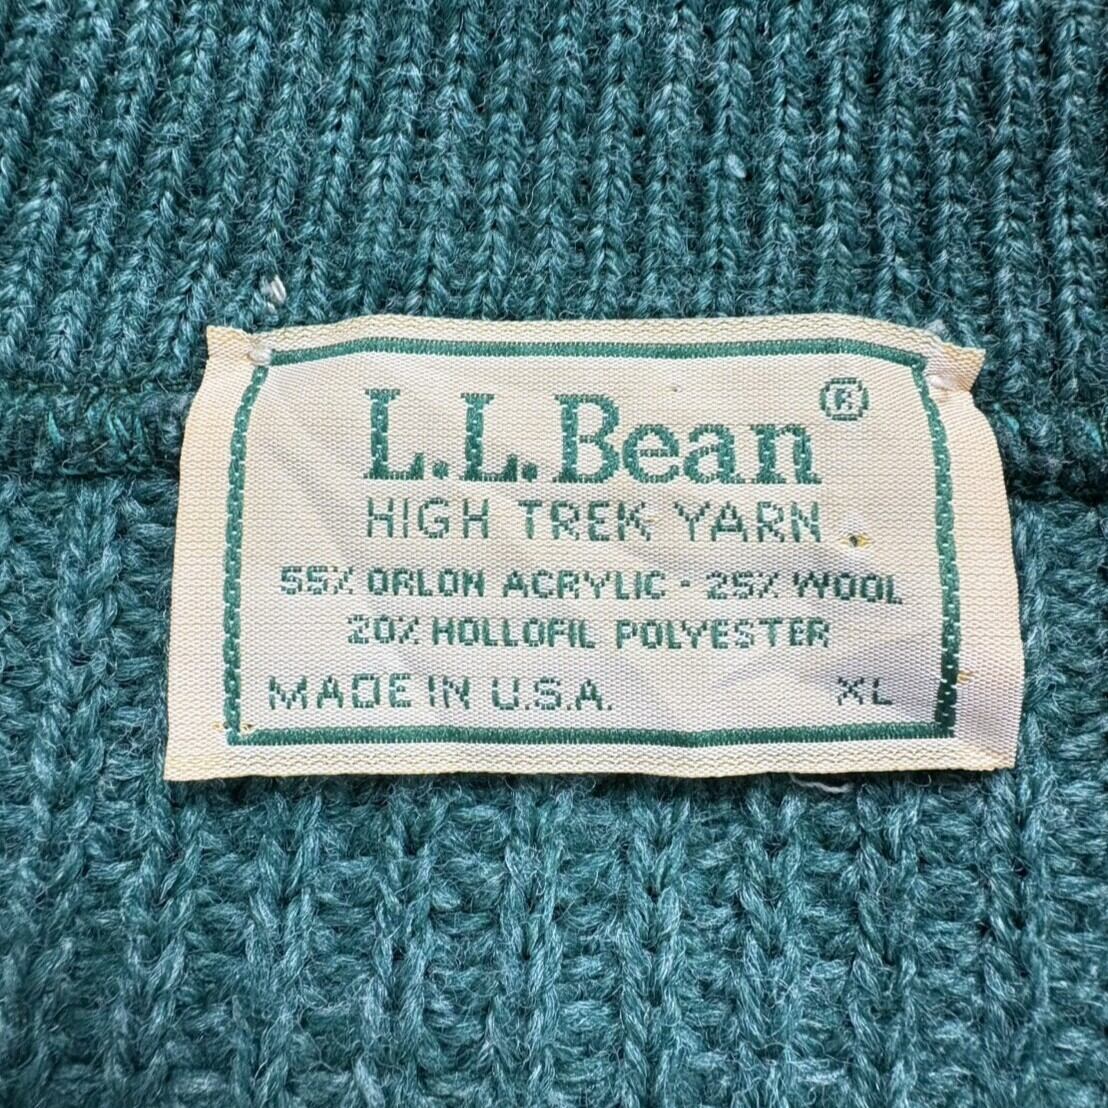 L.L.Bean®
HIGH TREK YARN
55% ORLON ACRYLIC - 25% WOOL
20% HOLLOFIL POLYESTER
MADE IN U.S.A. XL